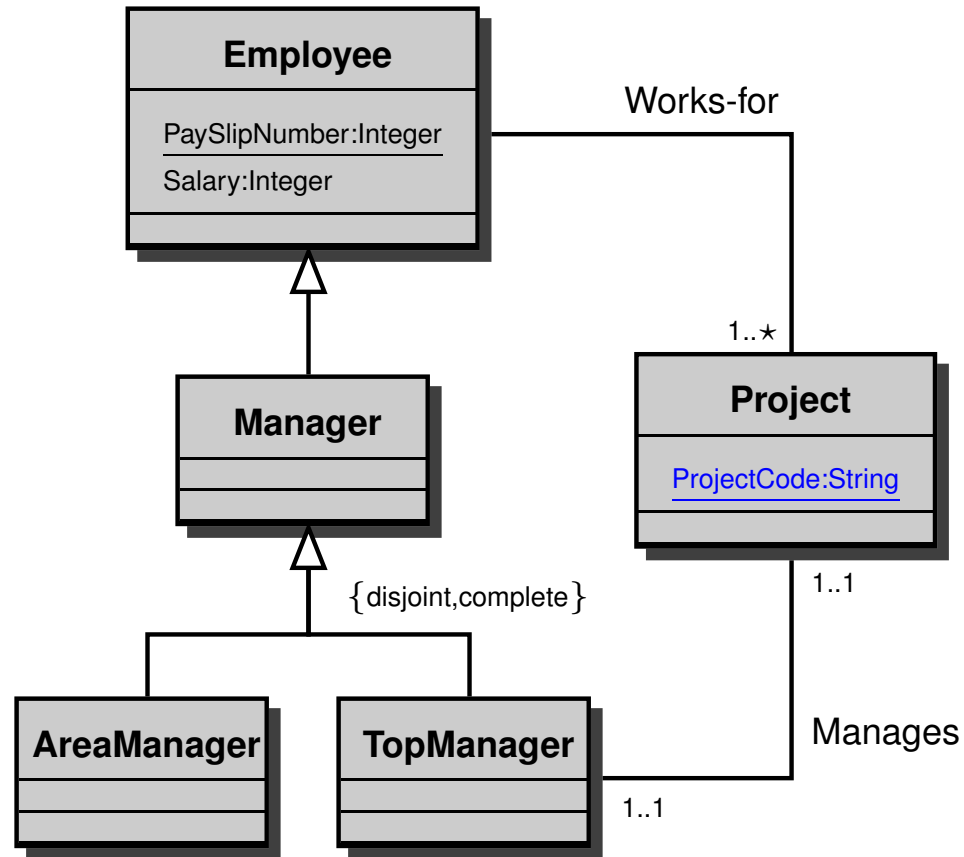 Employee
PaySlipNumber:Integer
Salary:Integer
Works-for
1..⋆
Project
ProjectCode:String
1..1
Manager
{disjoint,complete}
AreaManager
TopManager
Manages
1..1